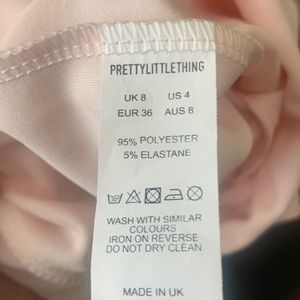 PRETTYLITTLETHING
UK 8 US 4
EUR 36 AUS 8
95% POLYESTER
5% ELASTANE
WASH WITH SIMILAR
COLOURS
IRON ON REVERSE
DO NOT DRY CLEAN
MADE IN UK